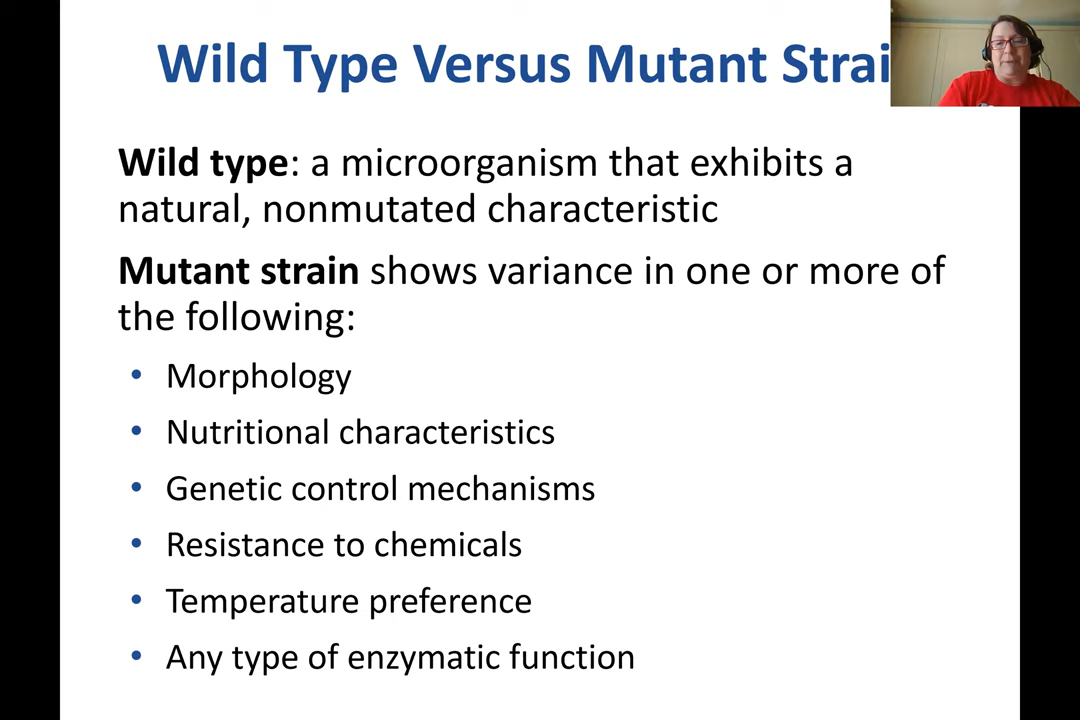 Wild Type Versus Mutant Strai
Wild type: a microorganism that exhibits a
natural, nonmutated characteristic
Mutant strain shows variance in one or more of
the following:
• Morphology
• Nutritional characteristics
• Genetic control mechanisms
• Resistance to chemicals
• Temperature preference
• Any type of enzymatic function